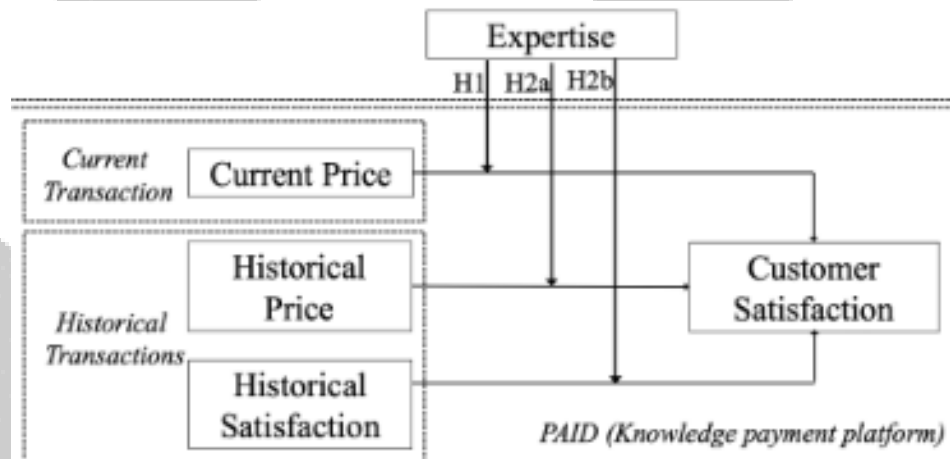 Expertise
H1 H2a H2b
Current
Transaction
Current Price
Historical
Price
Customer
Satisfaction
Historical
Transactions
Historical
Satisfaction
PAID (Knowledge payment platform)